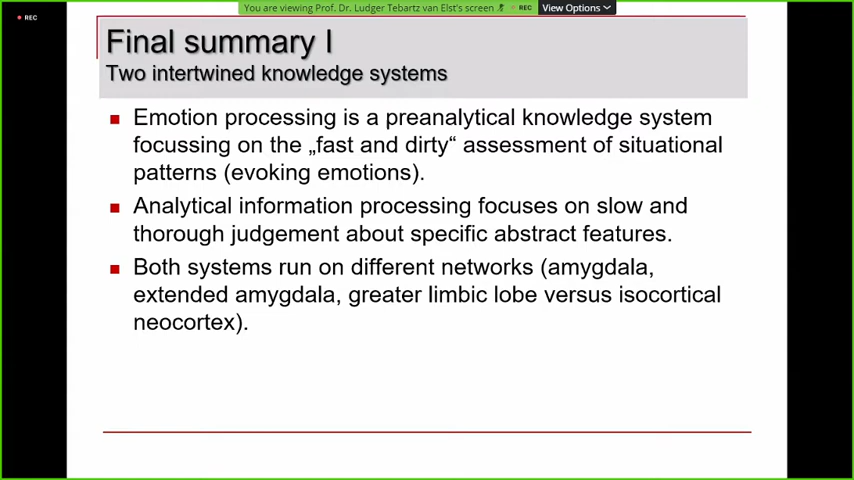 You are viewing Prof. Dr. Ludger Tebartz van Elst's screen
REC
View Options
REC
Final summary I
Two intertwined knowledge systems
Emotion processing is a preanalytical knowledge system
focussing on the „fast and dirty“ assessment of situational
patterns (evoking emotions).
Analytical information processing focuses on slow and
thorough judgement about specific abstract features.
Both systems run on different networks (amygdala,
extended amygdala, greater limbic lobe versus isocortical
neocortex).